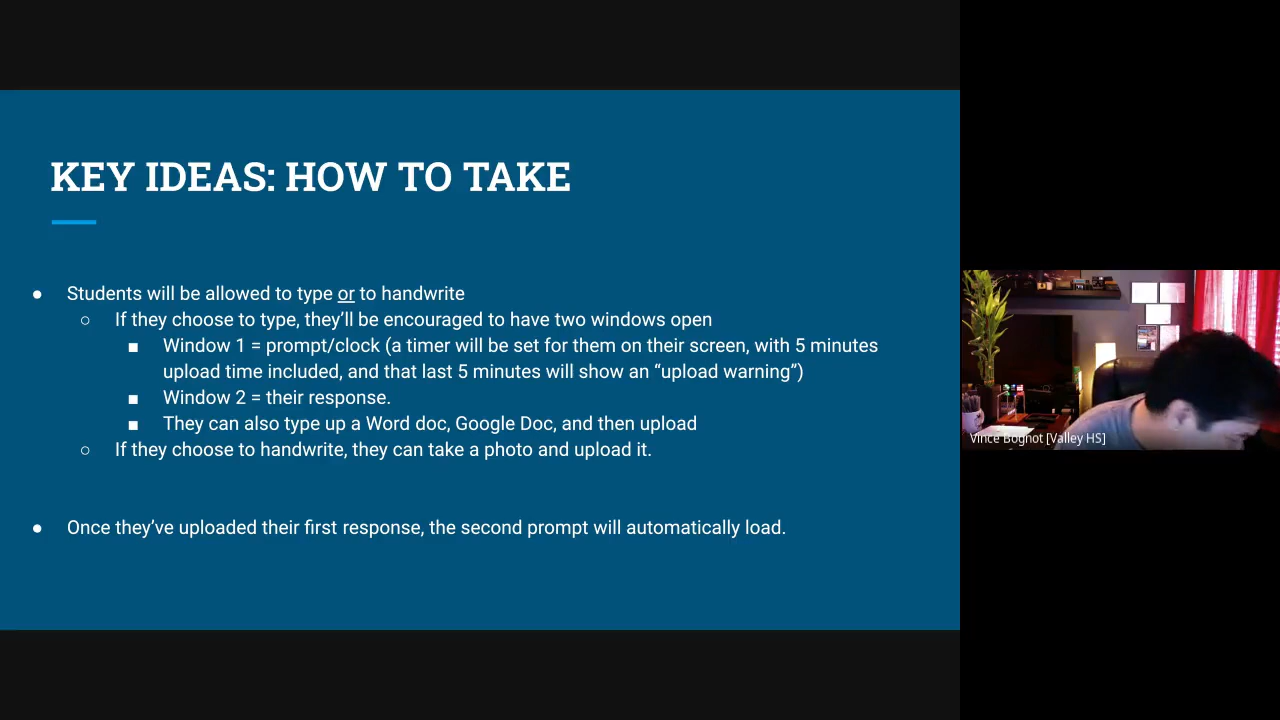 KEY IDEAS: HOW TO TAKE
● Students will be allowed to type or to handwrite
○ If they choose to type, they’ll be encouraged to have two windows open
■ Window 1 = prompt/clock (a timer will be set for them on their screen, with 5 minutes
upload time included, and that last 5 minutes will show an “upload warning”)
■ Window 2 = their response.
■ They can also type up a Word doc, Google Doc, and then upload
○ If they choose to handwrite, they can take a photo and upload it.
● Once they’ve uploaded their first response, the second prompt will automatically load.
Vince Bognot [Valley HS]